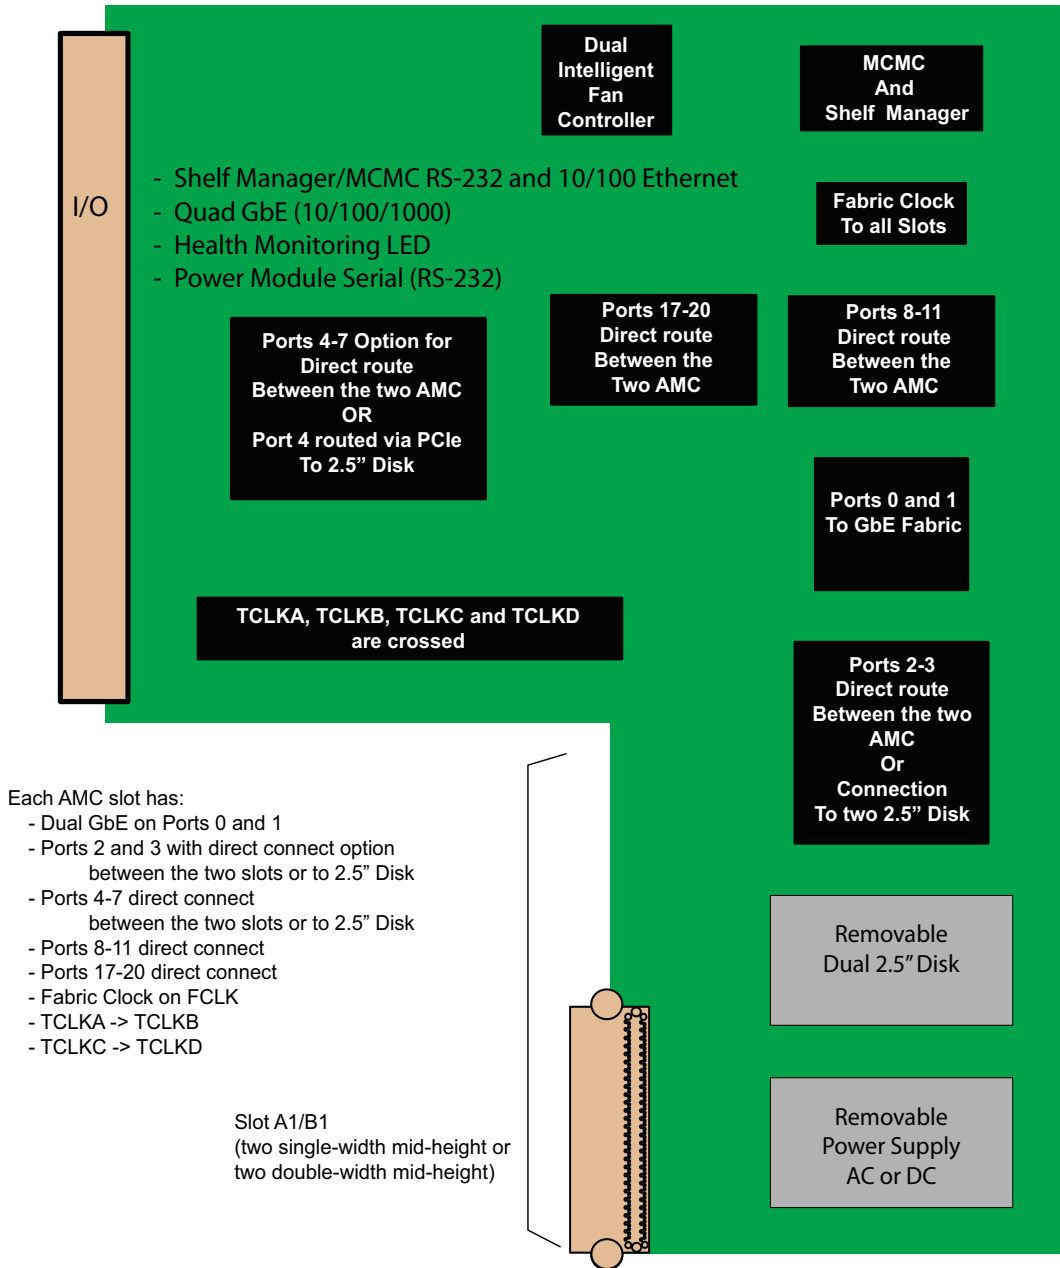 Dual
Intelligent
Fan
Controller
MCMC
And
Shelf Manager
I/O
- Shelf Manager/MCMC RS-232 and 10/100 Ethernet
- Quad GbE (10/100/1000)
- Health Monitoring LED
- Power Module Serial (RS-232)
Fabric Clock
To all Slots
Ports 4-7 Option for
Direct route
Between the two AMC
OR
Port 4 routed via PCIe
To 2.5” Disk
Ports 17-20
Direct route
Between the
Two AMC
Ports 8-11
Direct route
Between the
Two AMC
Ports 0 and 1
To GbE Fabric
TCLKA, TCLKB, TCLKC and TCLKD
are crossed
Ports 2-3
Direct route
Between the two
AMC
Or
Connection
To two 2.5” Disk
Each AMC slot has:
- Dual GbE on Ports 0 and 1
- Ports 2 and 3 with direct connect option
between the two slots or to 2.5” Disk
- Ports 4-7 direct connect
between the two slots or to 2.5” Disk
- Ports 8-11 direct connect
- Ports 17-20 direct connect
- Fabric Clock on FCLK
- TCLKA -> TCLKB
- TCLKC -> TCLKD
Removable
Dual 2.5” Disk
Slot A1/B1
(two single-width mid-height or
two double-width mid-height)
Removable
Power Supply
AC or DC